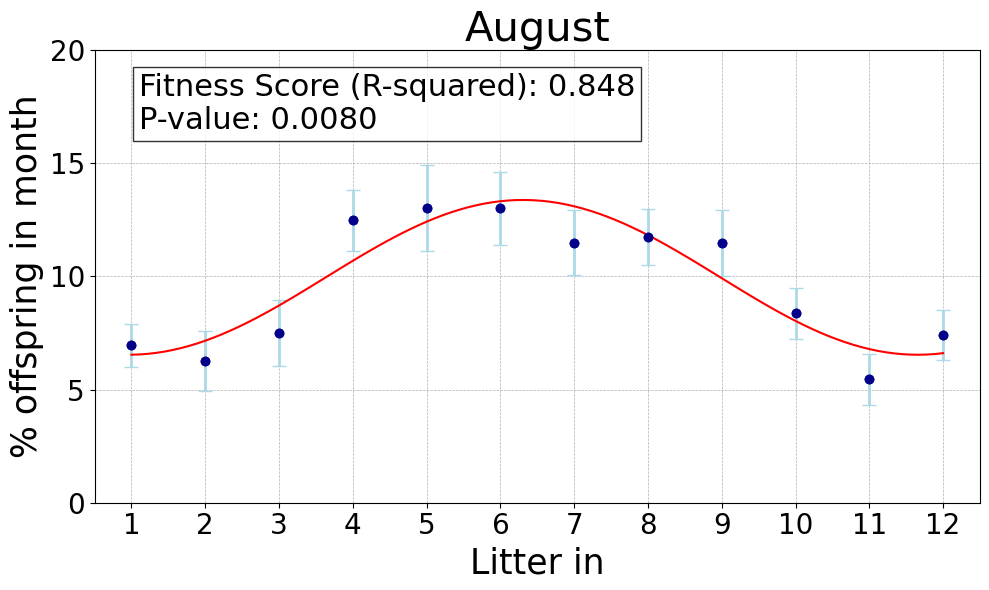 August
% offspring in month
20
15
10
5
0
Fitness Score (R-squared): 0.848
P-value: 0.0080
1 2 3 4 5 6 7 8 9 10 11 12
Litter in